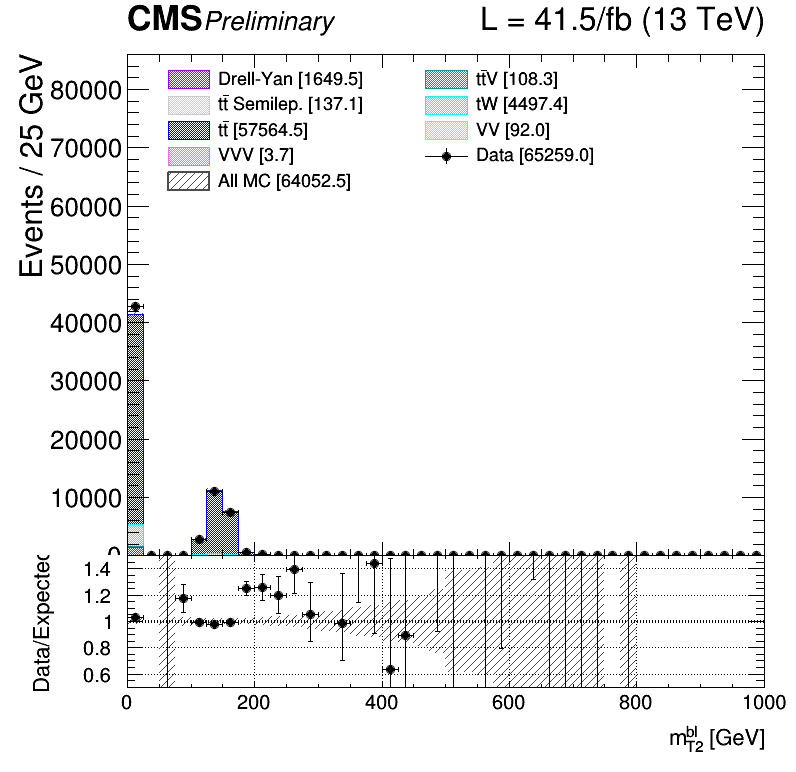 CMS Preliminary L = 41.5/fb (13 TeV)
Events / 25 GeV
Drell-Yan [1649.5]
tt̄ Semilep. [137.1]
tt̄ [57564.5]
VVV [3.7]
All MC [64052.5]
tt̄V [108.3]
tW [4497.4]
VV [92.0]
Data [65259.0]
80000
70000
60000
50000
40000
30000
20000
10000
0
Data/Expected
1.4
1.2
1
0.8
0.6
0 200 400 600 800 1000
m_{T2}^{bl} [GeV]